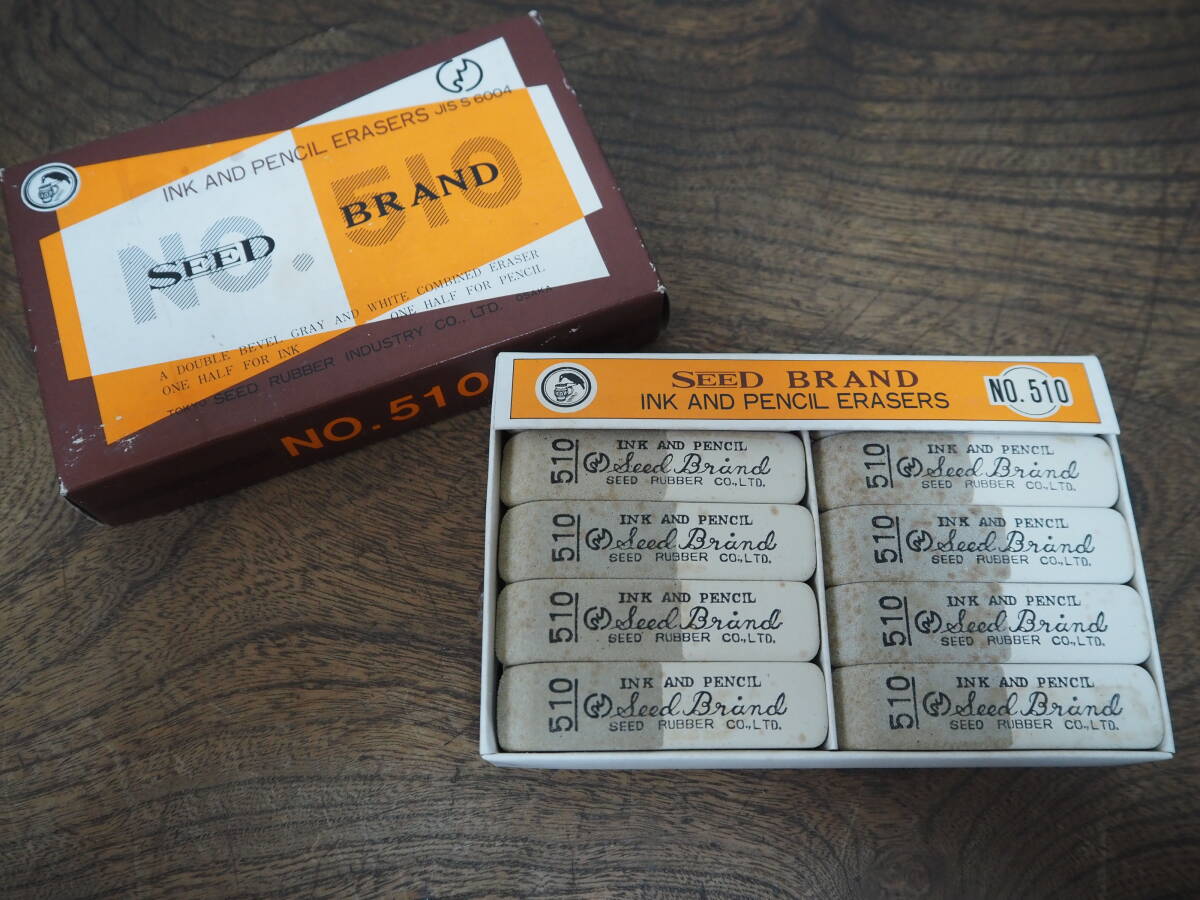 INK AND PENCIL ERASERS JIS S 6004
NO. 510
SEED BRAND
A DOUBLE BEVEL GRAY AND WHITE COMBINED ERASER
ONE HALF FOR INK ONE HALF FOR PENCIL
TOKYO SEED RUBBER INDUSTRY CO., LTD. OSAKA
NO. 510
SEED BRAND
INK AND PENCIL ERASERS
NO. 510
510
INK AND PENCIL
Seed Brand
SEED RUBBER CO., LTD.
510
INK AND PENCIL
Seed Brand
SEED RUBBER CO., LTD.
510
INK AND PENCIL
Seed Brand
SEED RUBBER CO., LTD.
510
INK AND PENCIL
Seed Brand
SEED RUBBER CO., LTD.
510
INK AND PENCIL
Seed Brand
SEED RUBBER CO., LTD.
510
INK AND PENCIL
Seed Brand
SEED RUBBER CO., LTD.
510
INK AND PENCIL
Seed Brand
SEED RUBBER CO., LTD.
510
INK AND PENCIL
Seed Brand
SEED RUBBER CO., LTD.